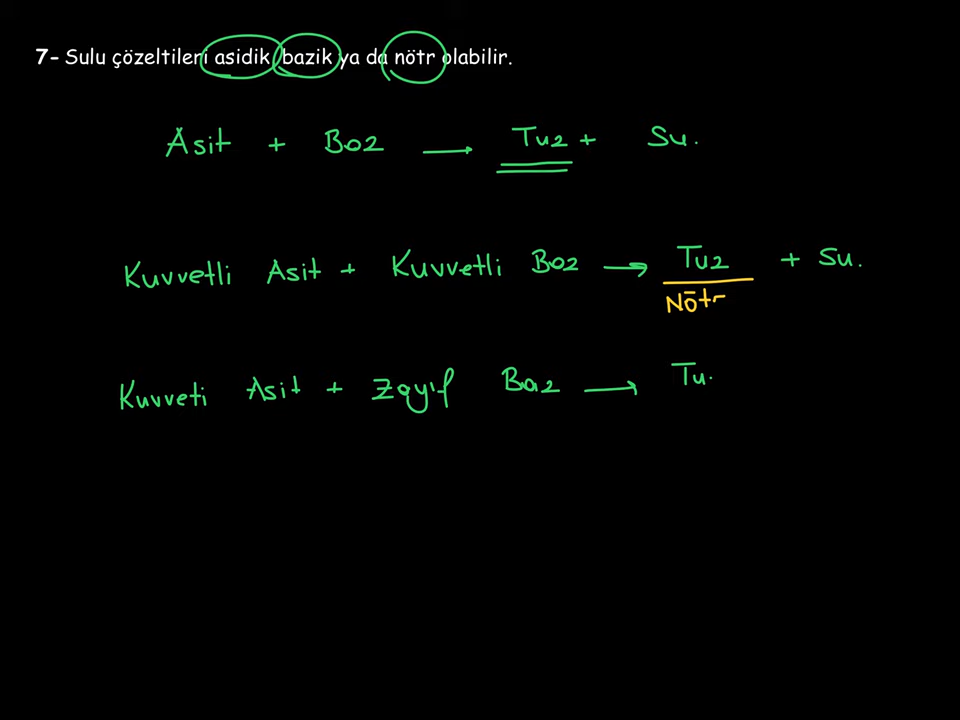 7- Sulu çözeltileri asidik bazik ya da nötr olabilir.
Asit + Baz → Tuz + Su.
Kuvvetli Asit + Kuvvetli Baz → Tuz + Su.
Nötr
Kuvveti Asit + Zayıf Baz → Tu